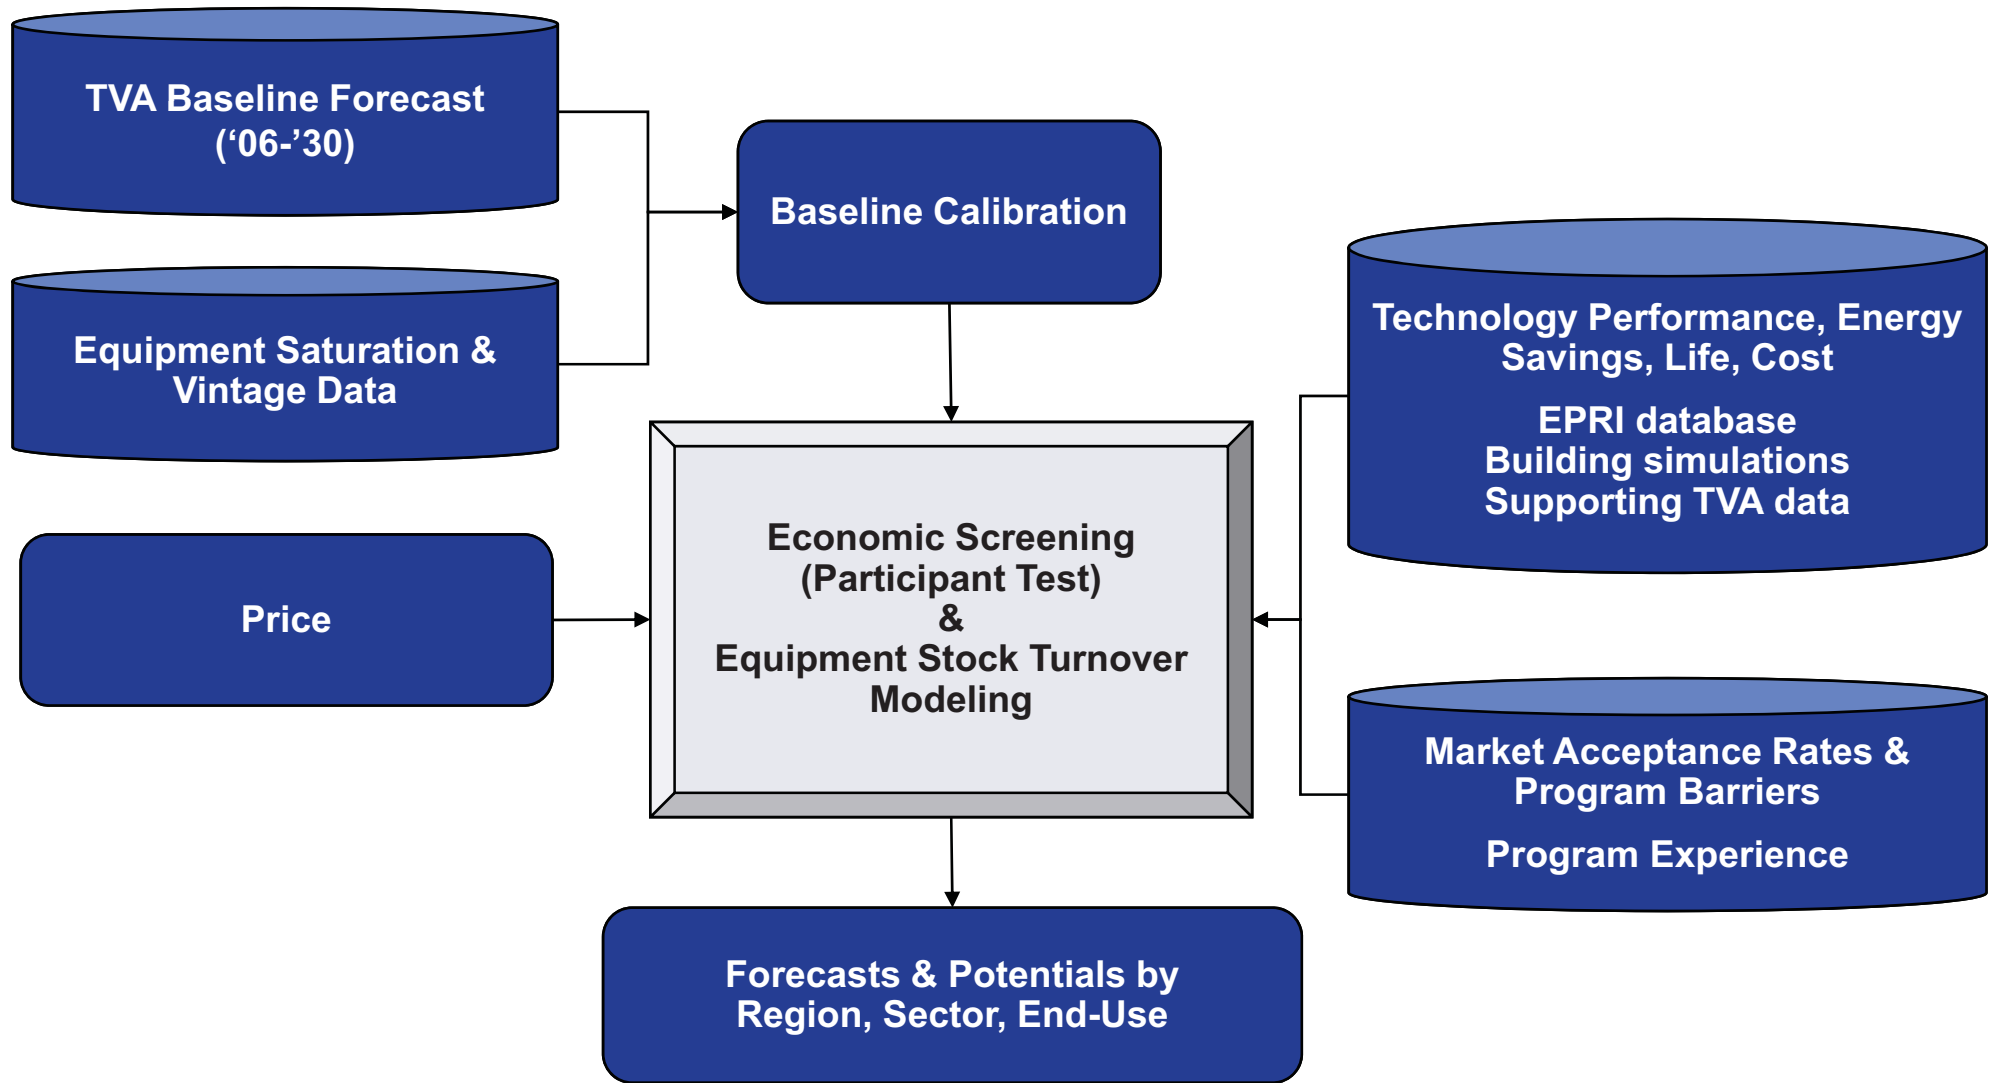 TVA Baseline Forecast
(‘06-’30)
Baseline Calibration
Equipment Saturation &
Vintage Data
Technology Performance, Energy
Savings, Life, Cost
EPRI database
Building simulations
Supporting TVA data
Price
Economic Screening
(Participant Test)
&
Equipment Stock Turnover
Modeling
Market Acceptance Rates &
Program Barriers
Program Experience
Forecasts & Potentials by
Region, Sector, End-Use